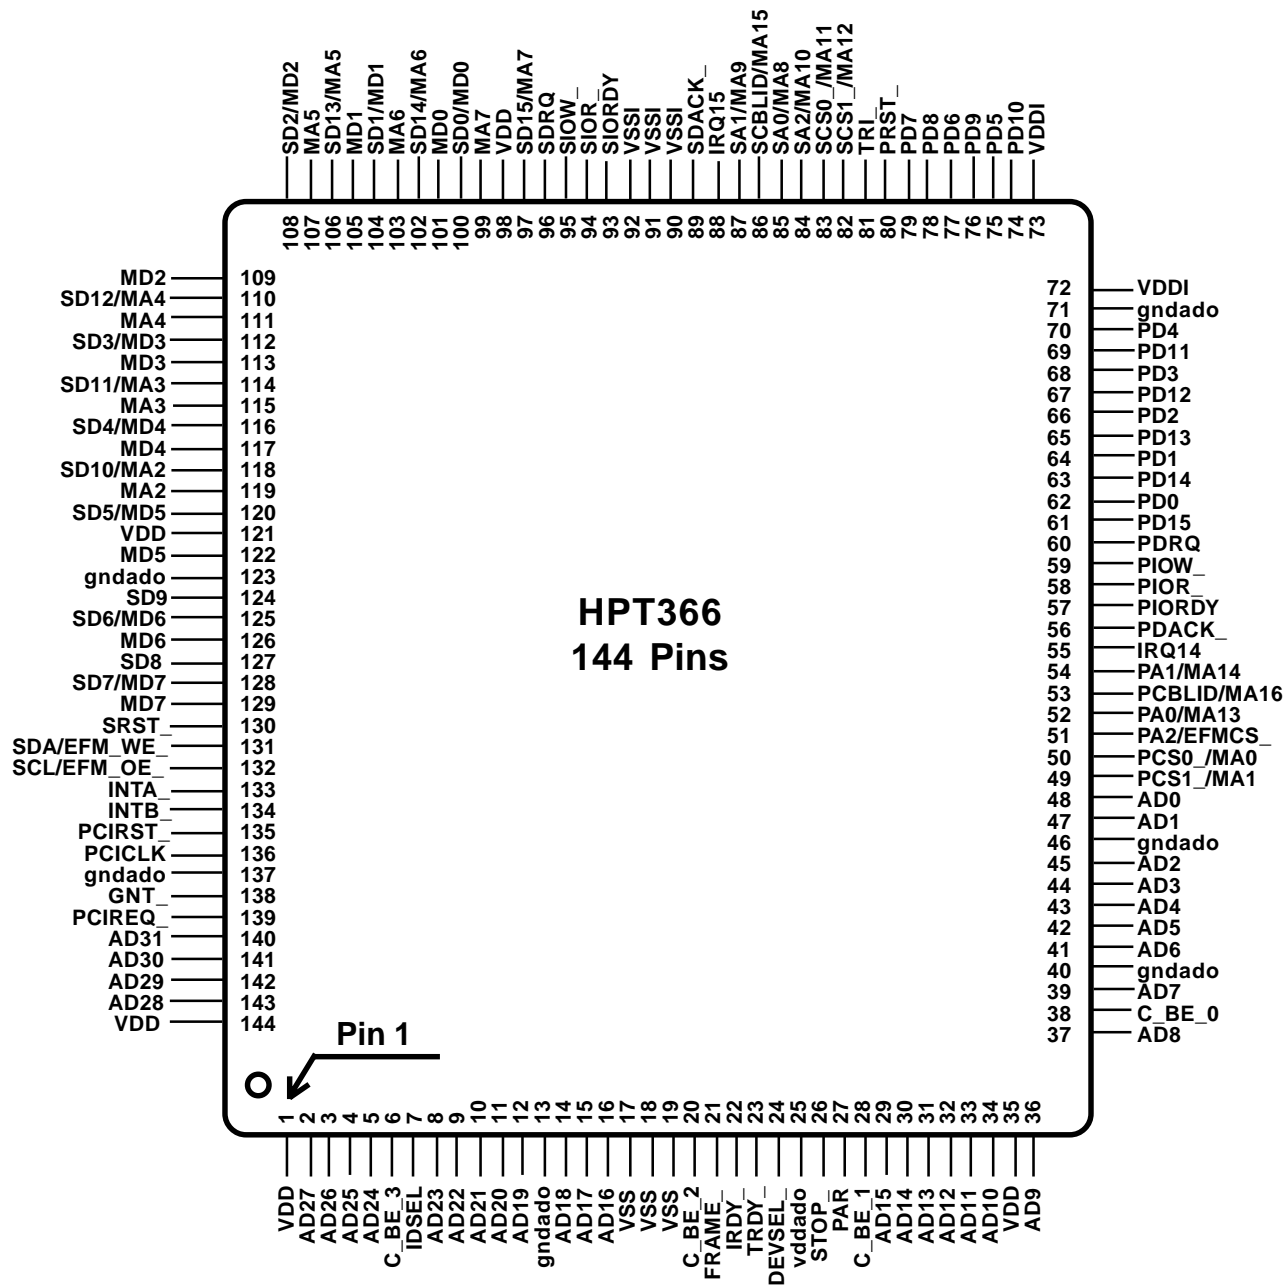 SD2/MD2
MA5
SD13/MA5
MD1
SD1/MD1
MA6
SD14/MA6
MD0
SD0/MD0
MA7
VDD
SD15/MA7
SDRQ
SIOW_
SIOR_
SIORDY
VSSI
VSSI
VSSI
SDACK_
IRQ15
SA1/MA9
SCBLID/MA15
SA0/MA8
SA2/MA10
SCS0_/MA11
SCS1_/MA12
TRI_
PRST_
PD7
PD8
PD6
PD9
PD5
PD10
VDDI
108 107 106 105 104 103 102 101 100 99 98 97 96 95 94 93 92 91 90 89 88 87 86 85 84 83 82 81 80 79 78 77 76 75 74 73
MD2 109
SD12/MA4 110
MA4 111
SD3/MD3 112
MD3 113
SD11/MA3 114
MA3 115
SD4/MD4 116
MD4 117
SD10/MA2 118
MA2 119
SD5/MD5 120
VDD 121
MD5 122
gndado 123
SD9 124
SD6/MD6 125
MD6 126
SD8 127
SD7/MD7 128
MD7 129
SRST_ 130
SDA/EFM_WE_ 131
SCL/EFM_OE_ 132
INTA_ 133
INTB_ 134
PCIRST_ 135
PCICLK 136
gndado 137
GNT_ 138
PCIREQ_ 139
AD31 140
AD30 141
AD29 142
AD28 143
VDD 144
HPT366
144 Pins
72 VDDI
71 gndado
70 PD4
69 PD11
68 PD3
67 PD12
66 PD2
65 PD13
64 PD1
63 PD14
62 PD0
61 PD15
60 PDRQ
59 PIOW_
58 PIOR_
57 PIORDY
56 PDACK_
55 IRQ14
54 PA1/MA14
53 PCBLID/MA16
52 PA0/MA13
51 PA2/EFMCS_
50 PCS0_/MA0
49 PCS1_/MA1
48 AD0
47 AD1
46 gndado
45 AD2
44 AD3
43 AD4
42 AD5
41 AD6
40 gndado
39 AD7
38 C_BE_0
37 AD8
Pin 1
1 2 3 4 5 6 7 8 9 10 11 12 13 14 15 16 17 18 19 20 21 22 23 24 25 26 27 28 29 30 31 32 33 34 35 36
VDD
AD27
AD26
AD25
AD24
C_BE_3
IDSEL
AD23
AD22
AD21
AD20
AD19
gndado
AD18
AD17
AD16
VSS
VSS
VSS
C_BE_2
FRAME_
IRDY_
TRDY_
DEVSEL_
vddado
STOP_
PAR
C_BE_1
AD15
AD14
AD13
AD12
AD11
AD10
VDD
AD9